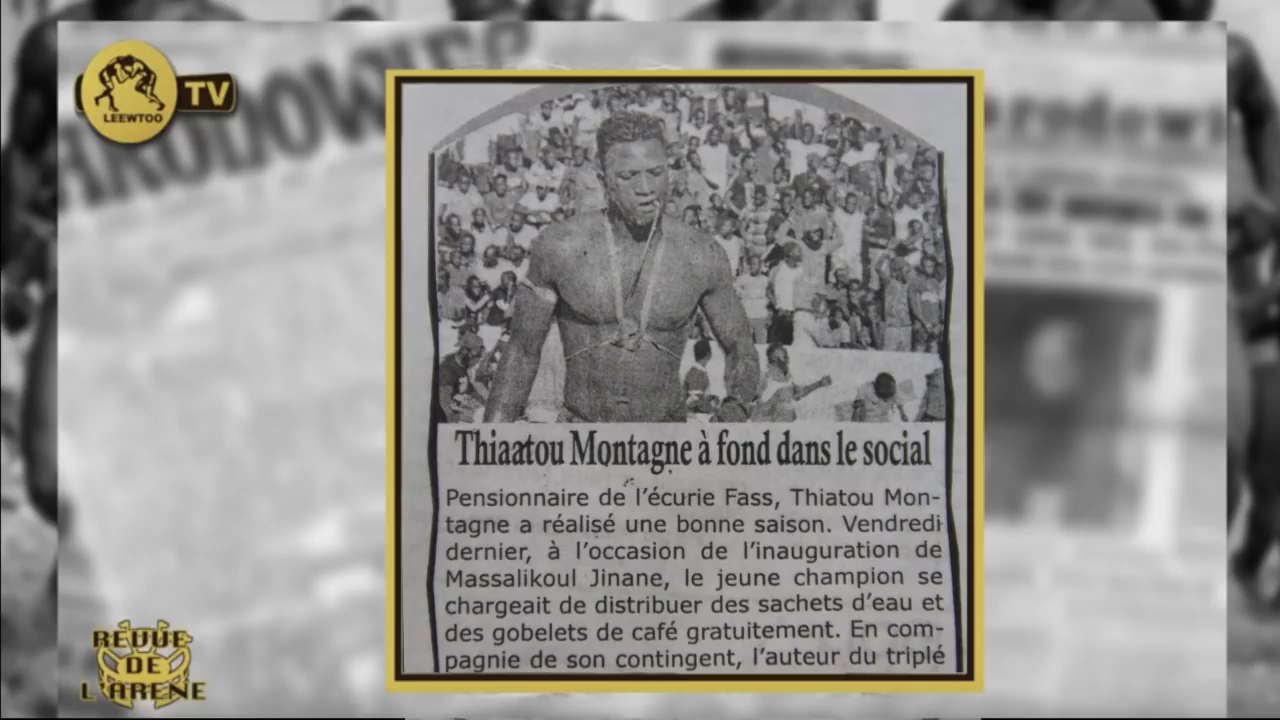 LEEWTOO
TV
Thiaatou Montagne à fond dans le social
Pensionnaire de l'écurie Fass, Thiatou Mon-
tagne a réalisé une bonne saison. Vendredi
dernier, à l'occasion de l'inauguration de
Massalikoul Jinane, le jeune champion se
chargeait de distribuer des sachets d'eau et
des gobelets de café gratuitement. En com-
pagnie de son contingent, l'auteur du triplé
REVUE
DE
L'ARENE